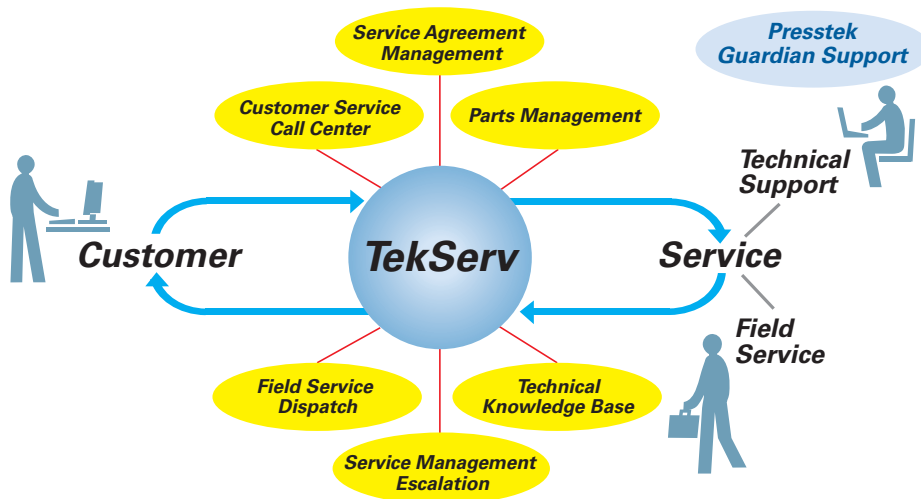 Service Agreement
Management
Presstek
Guardian Support
Customer Service
Call Center
Parts Management
Technical
Support
Customer
TekServ
Service
Field
Service
Field Service
Dispatch
Technical
Knowledge Base
Service Management
Escalation